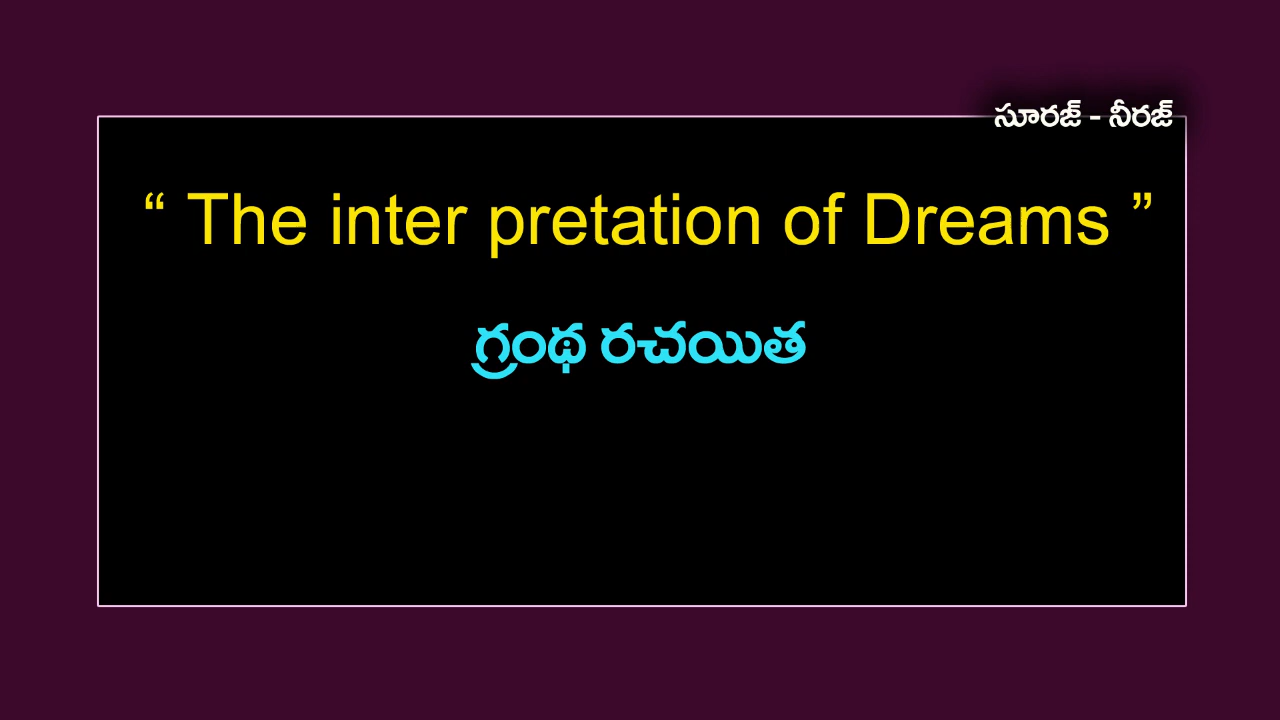 సూరజ్ - నీరజ్
“ The inter pretation of Dreams ”
గ్రంథ రచయిత